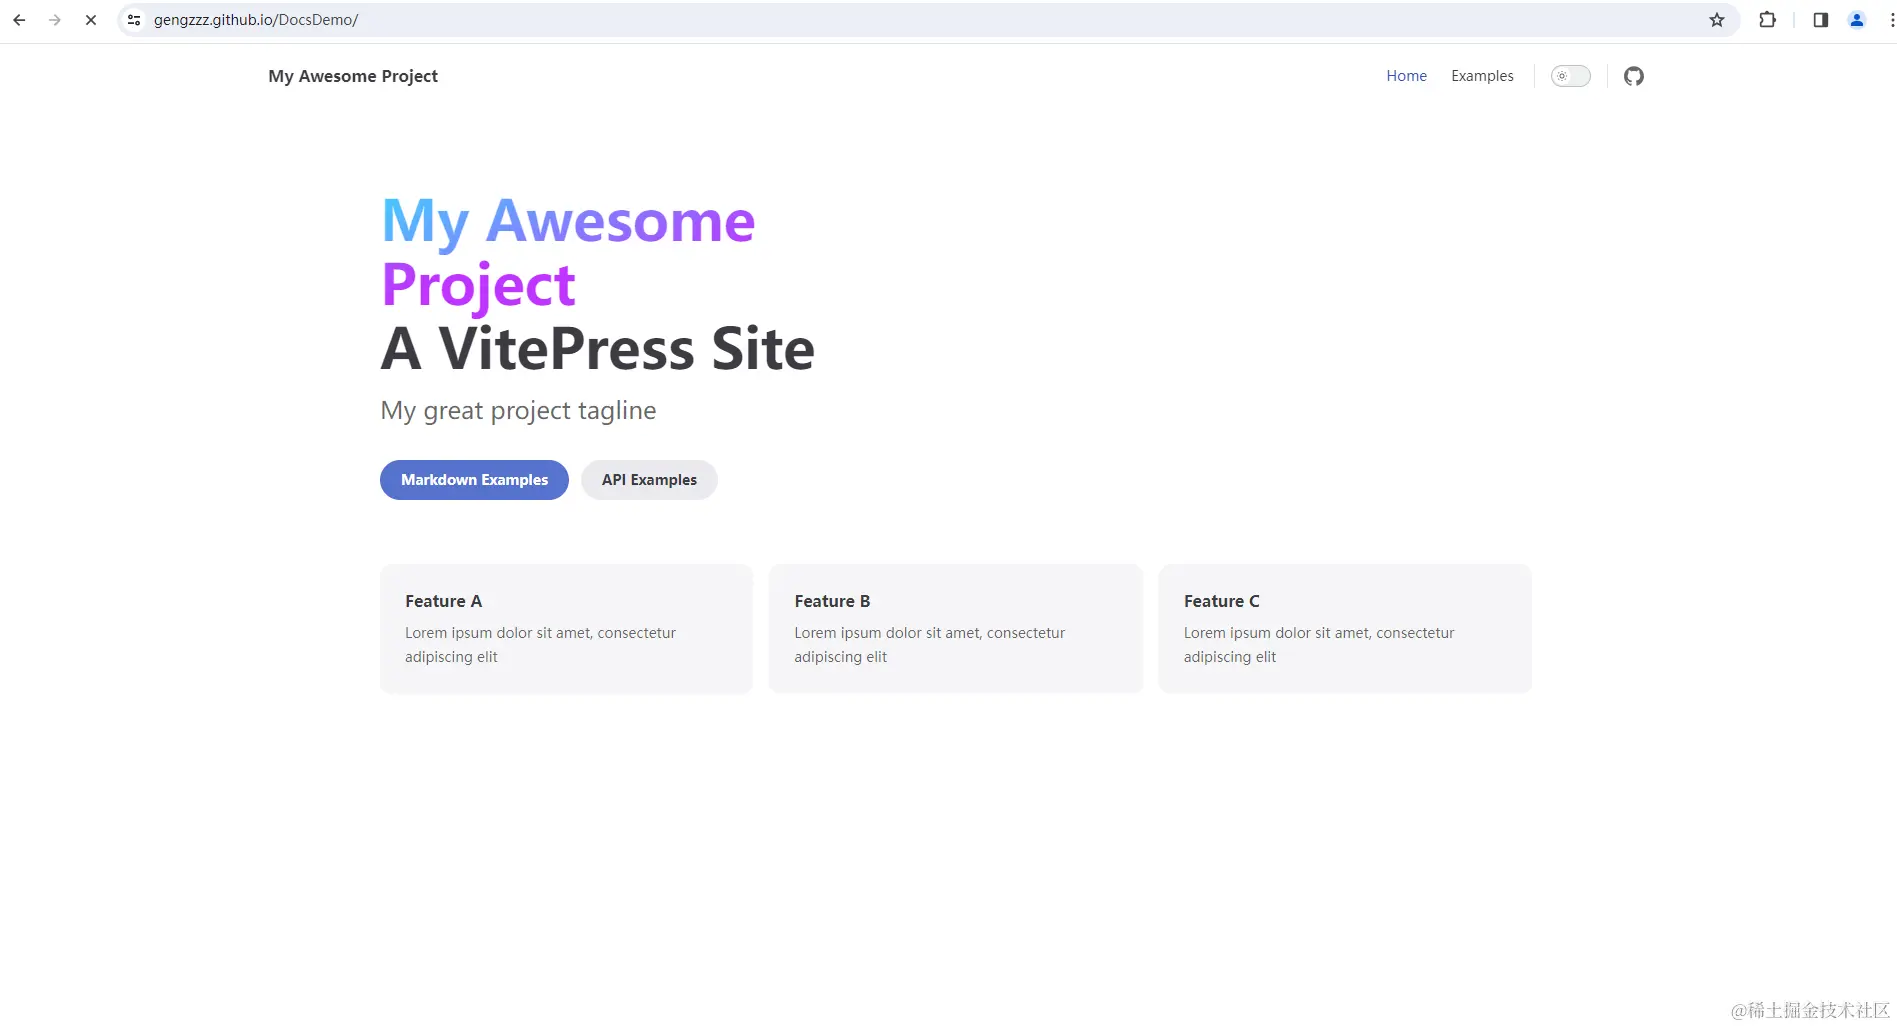 gengzzz.github.io/DocsDemo/
My Awesome Project
Home
Examples
My Awesome
Project
A VitePress Site
My great project tagline
Markdown Examples
API Examples
Feature A
Lorem ipsum dolor sit amet, consectetur
adipiscing elit
Feature B
Lorem ipsum dolor sit amet, consectetur
adipiscing elit
Feature C
Lorem ipsum dolor sit amet, consectetur
adipiscing elit
@稀土掘金技术社区